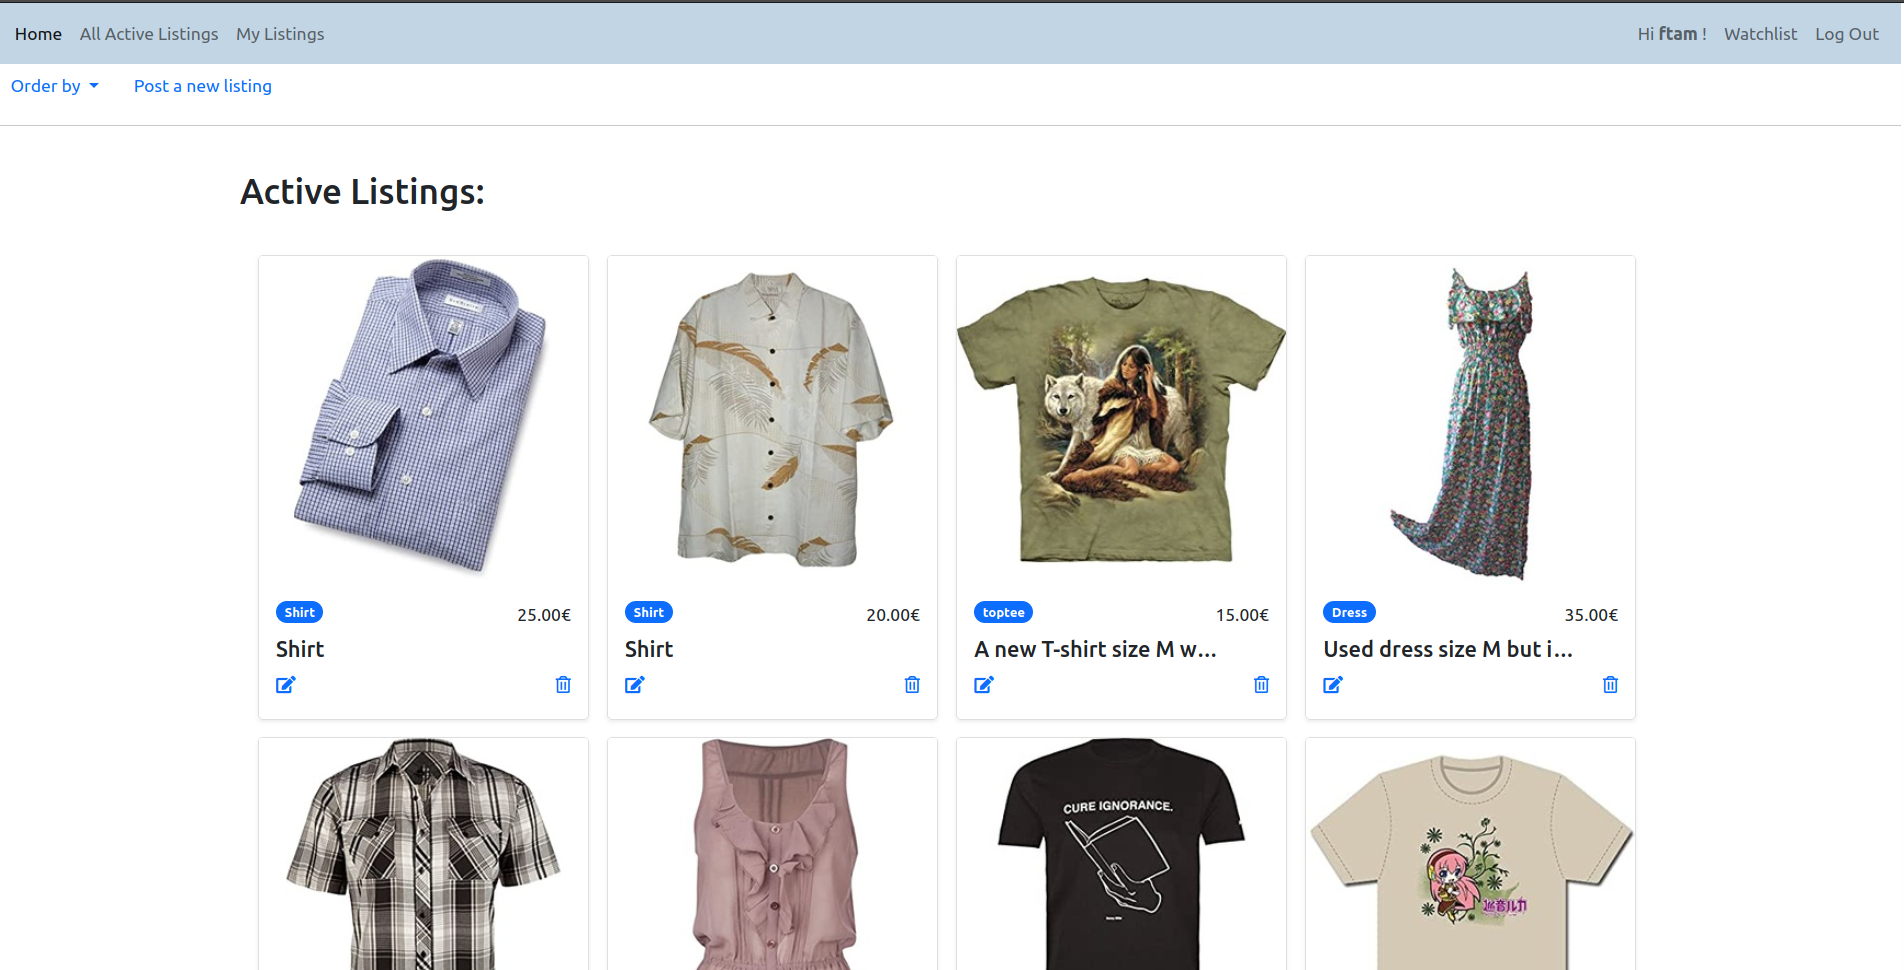 Home All Active Listings My Listings Hi ftam ! Watchlist Log Out
Order by Post a new listing
Active Listings:
Shirt 25.00€
Shirt
Shirt 20.00€
Shirt
toptee 15.00€
A new T-shirt size M w...
Dress 35.00€
Used dress size M but i...
CURE IGNORANCE.
巡音ルカ